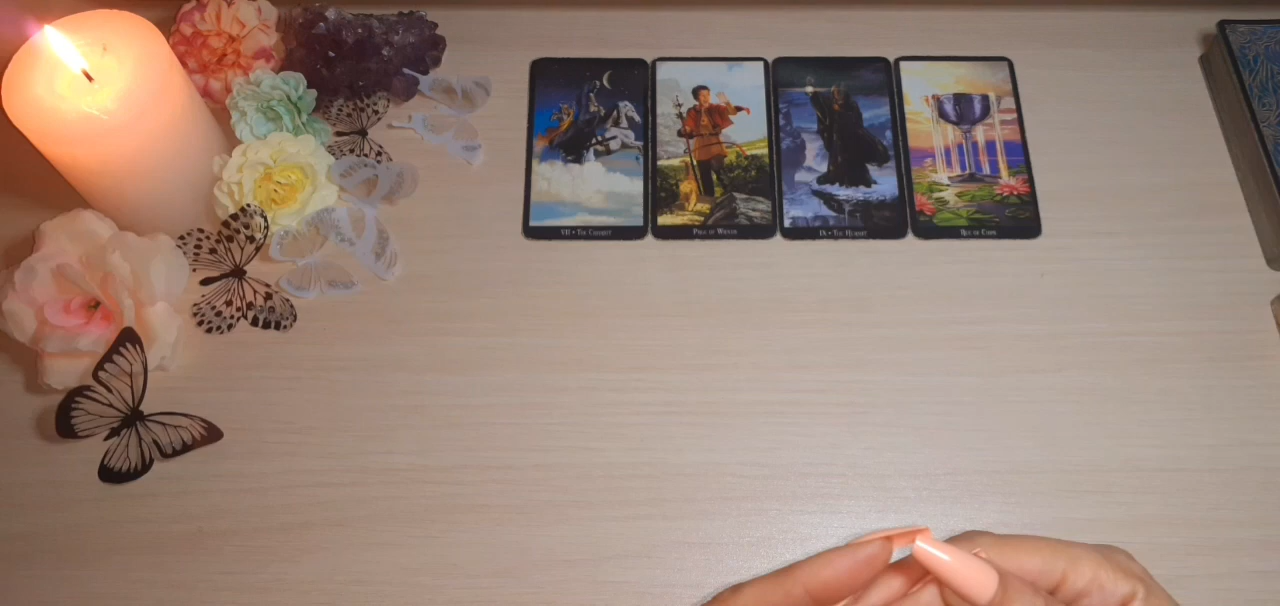 VII • The Chariot
Page of Wands
IX • The Hermit
Ace of Cups